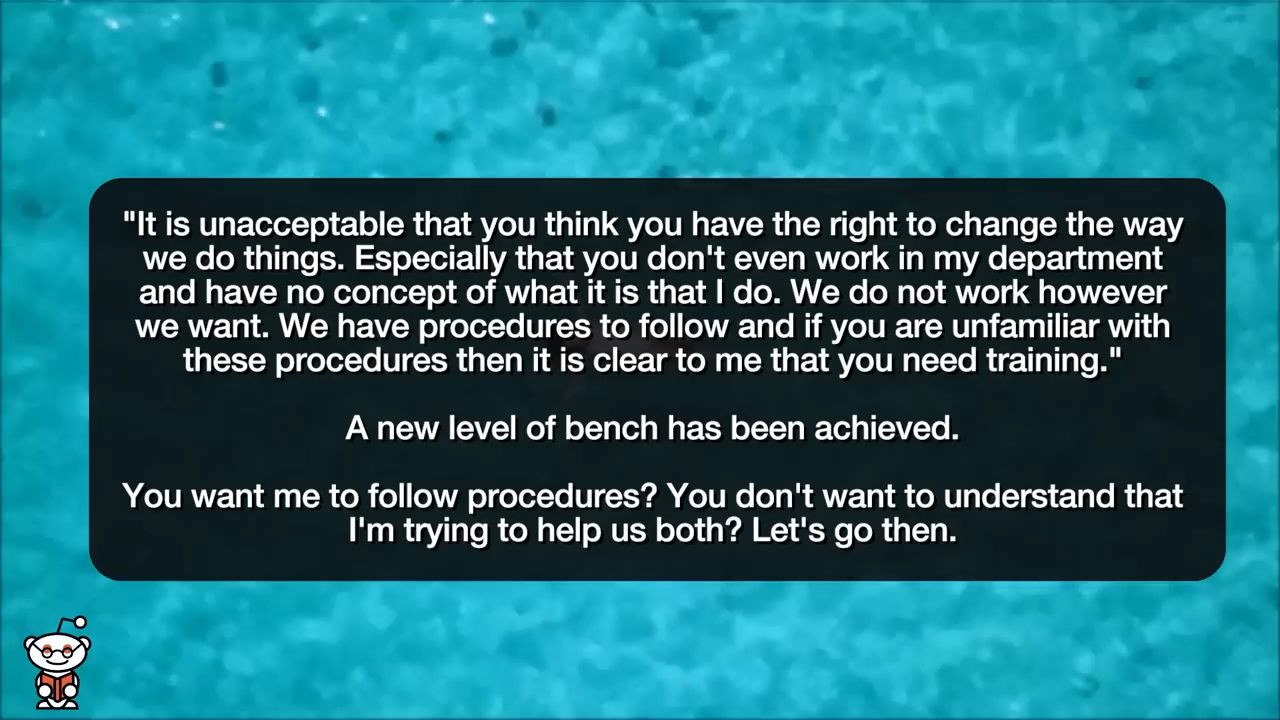 "It is unacceptable that you think you have the right to change the way
we do things. Especially that you don't even work in my department
and have no concept of what it is that I do. We do not work however
we want. We have procedures to follow and if you are unfamiliar with
these procedures then it is clear to me that you need training."
A new level of bench has been achieved.
You want me to follow procedures? You don't want to understand that
I'm trying to help us both? Let's go then.